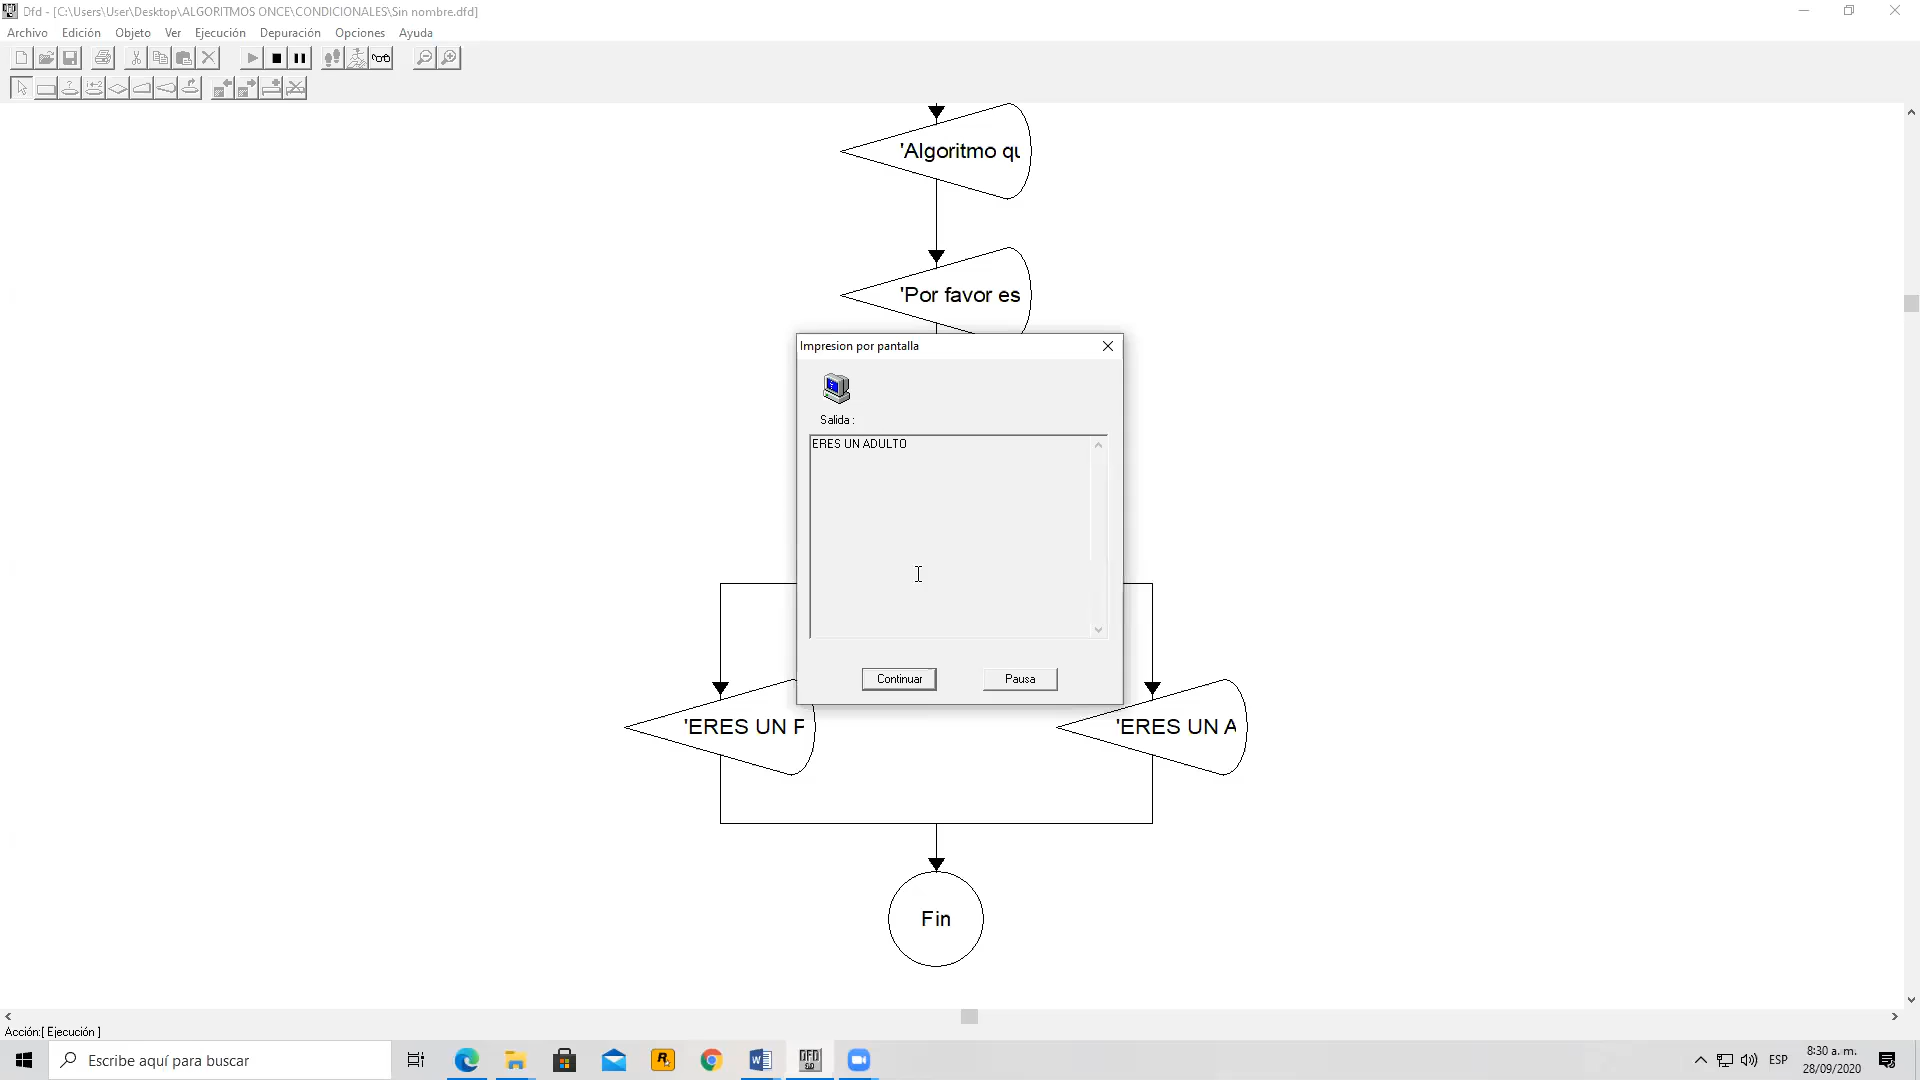 Dfd - [C:\Users\User\Desktop\ALGORITMOS ONCE\CONDICIONALES\Sin nombre.dfd]
Archivo Edición Objeto Ver Ejecución Depuración Opciones Ayuda
'Algoritmo qu
'Por favor es
Impresion por pantalla
Salida :
ERES UN ADULTO
Continuar Pausa
'ERES UN F 'ERES UN A
Fin
Acción:[ Ejecución ]
Escribe aquí para buscar
ESP
8:30 a. m.
28/09/2020